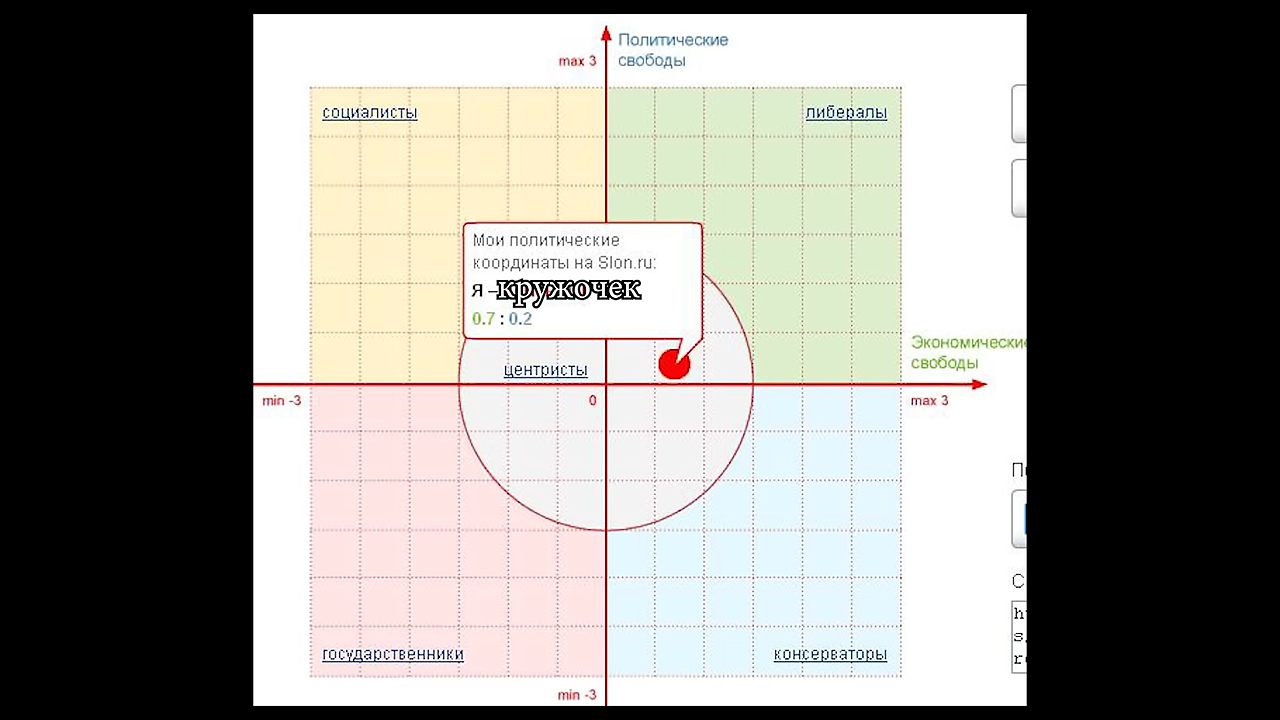 Политические
свободы
max 3
социалисты
либералы
Мои политические
координаты на Slon.ru:
Я – кружочек
0.7 : 0.2
Экономические
свободы
центристы
min -3
0
max 3
государственники
консерваторы
min -3